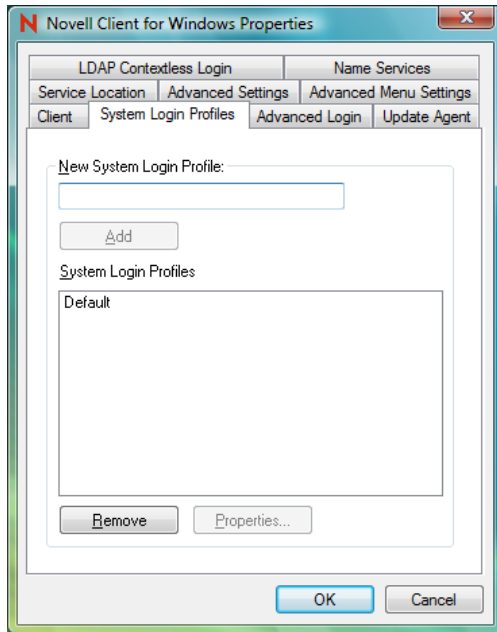 Novell Client for Windows Properties
LDAP Contextless Login Name Services
Service Location Advanced Settings Advanced Menu Settings
Client System Login Profiles Advanced Login Update Agent
New System Login Profile:
Add
System Login Profiles
Default
Remove Properties...
OK Cancel